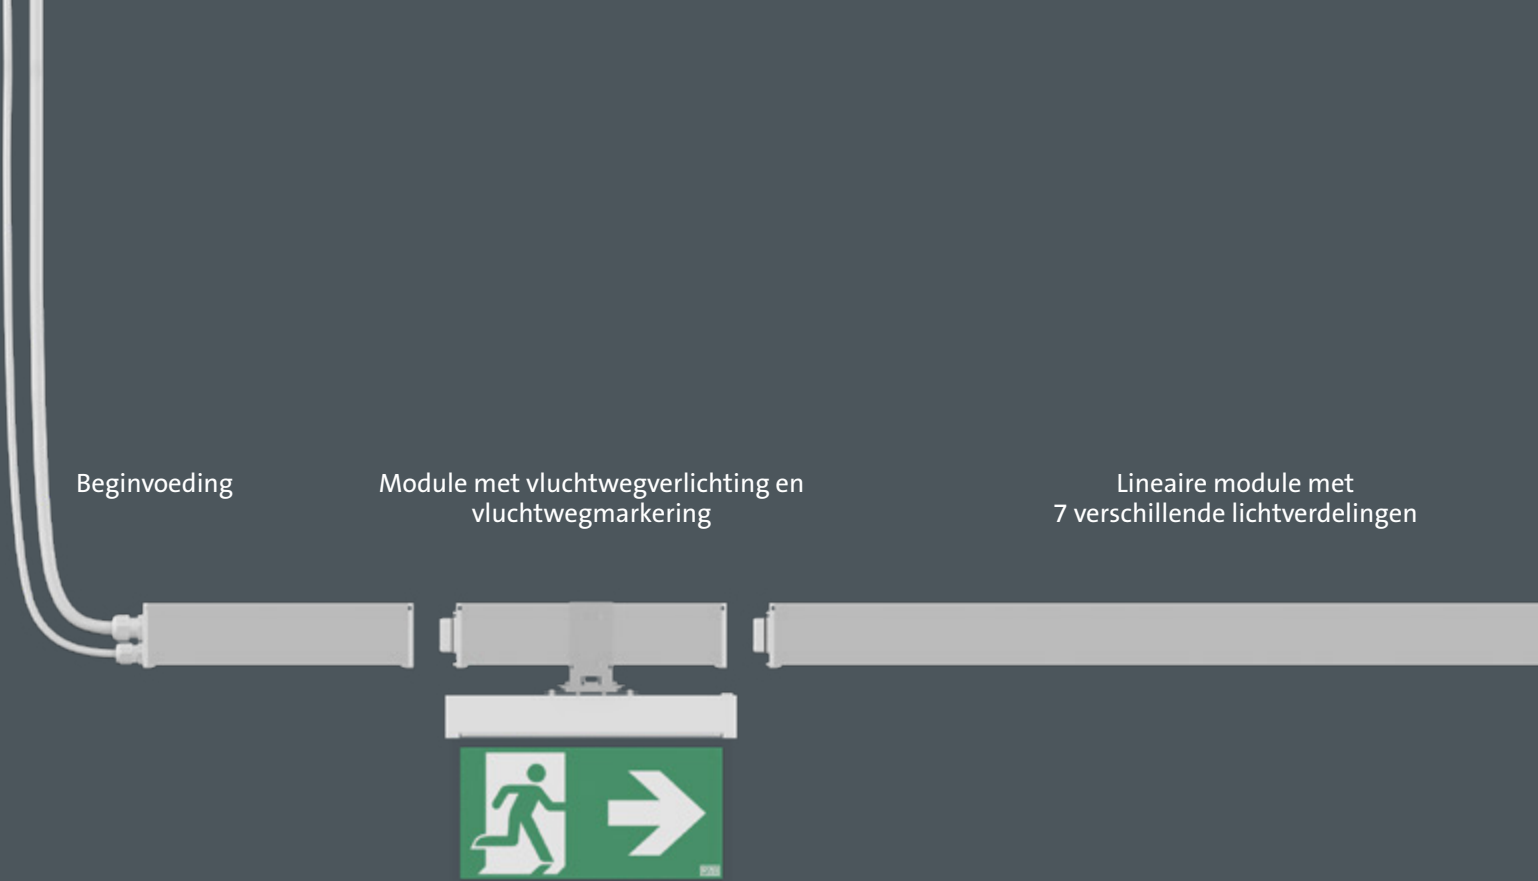 Beginvoeding
Module met vluchtwegverlichting en
vluchtwegmarkering
Lineaire module met
7 verschillende lichtverdelingen